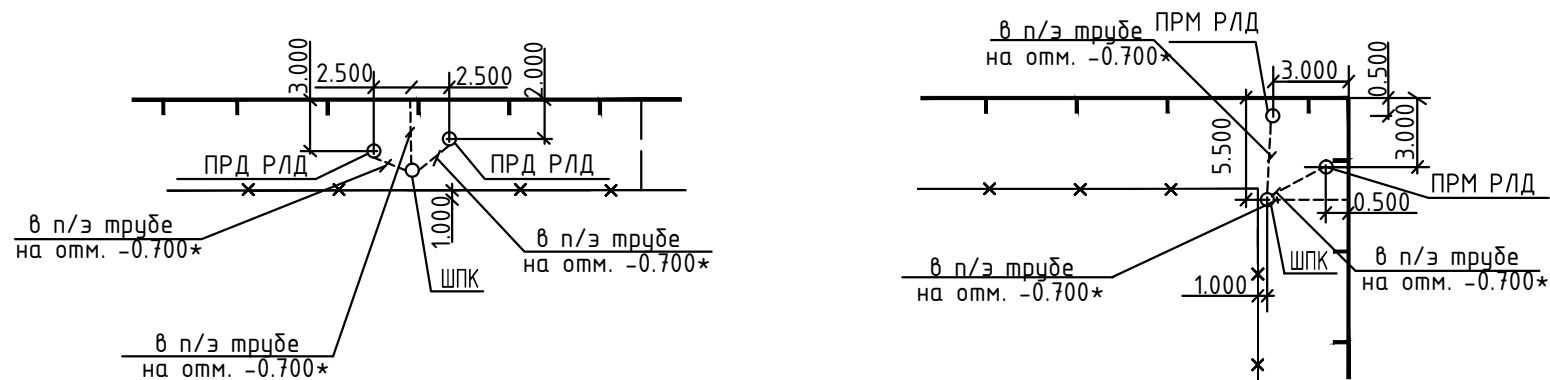 3.000
2.500
2.500
2.000
ПРД РЛД
ПРД РЛД
1.000
в п/э трубе
на отм. -0.700*
в п/э трубе
на отм. -0.700*
ШПК
в п/э трубе
на отм. -0.700*
в п/э трубе
на отм. -0.700*
ПРМ РЛД
3.000
0.500
5.500
3.000
ПРМ РЛД
0.500
в п/э трубе
на отм. -0.700*
ШПК
1.000
в п/э трубе
на отм. -0.700*